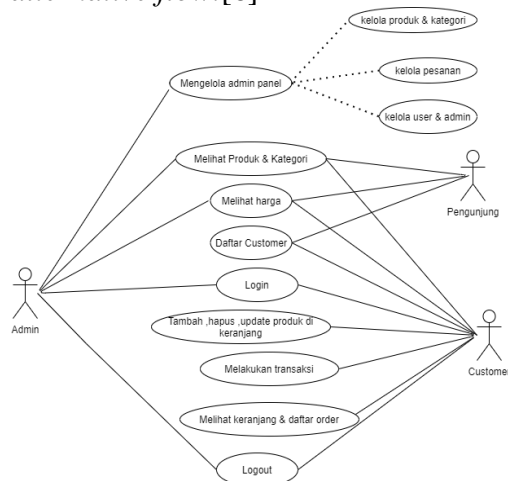 kelola produk & kategori
kelola pesanan
Mengelola admin panel
kelola user & admin
Melihat Produk & Kategori
Melihat harga
Pengunjung
Daftar Customer
Login
Admin
Tambah ,hapus ,update produk di
keranjang
Melakukan transaksi
Customer
Melihat keranjang & daftar order
Logout